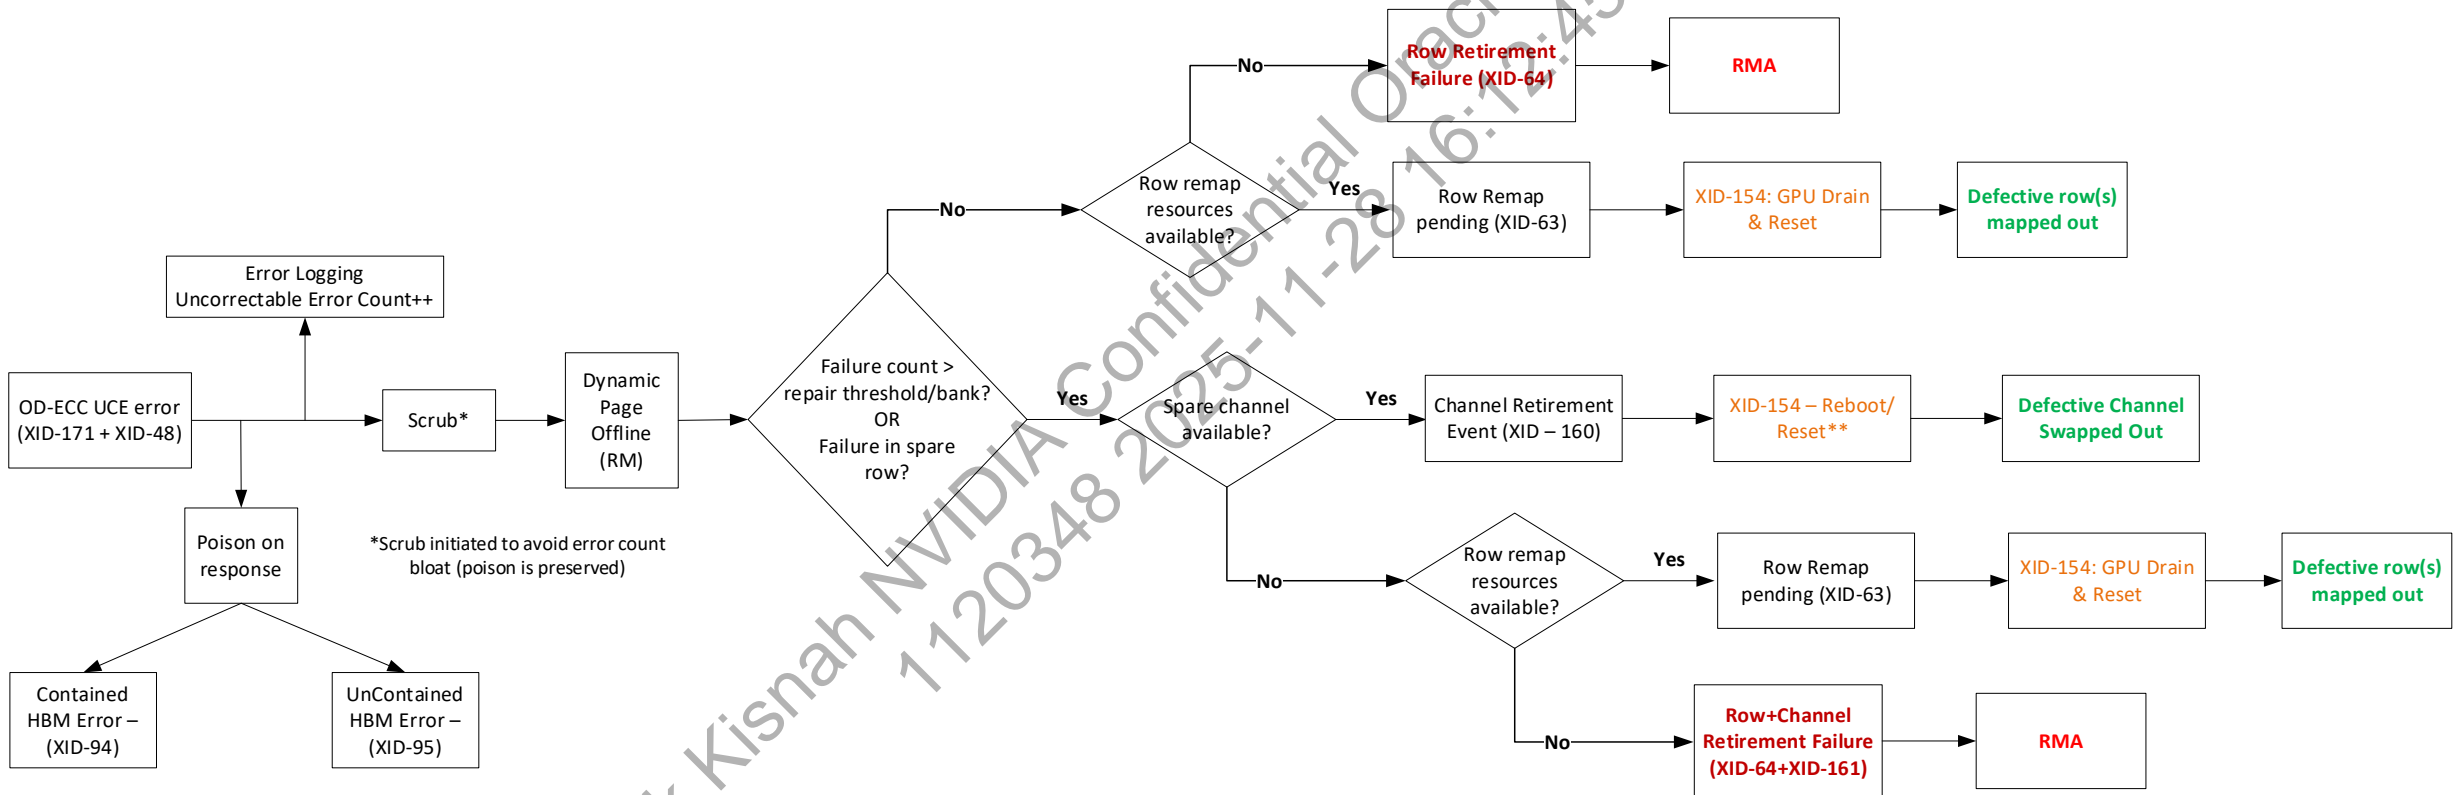 Row Retirement
Failure (XID-64)
RMA
No
Row remap
resources
available?
Yes
Row Remap
pending (XID-63)
XID-154: GPU Drain
& Reset
Defective row(s)
mapped out
No
Error Logging
Uncorrectable Error Count++
OD-ECC UCE error
(XID-171 + XID-48)
Scrub*
Dynamic
Page
Offline
(RM)
Failure count >
repair threshold/bank?
OR
Failure in spare
row?
Yes
Spare channel
available?
Yes
Channel Retirement
Event (XID – 160)
XID-154 – Reboot/
Reset**
Defective Channel
Swapped Out
Poison on
response
*Scrub initiated to avoid error count
bloat (poison is preserved)
Contained
HBM Error –
(XID-94)
UnContained
HBM Error –
(XID-95)
No
Row remap
resources
available?
Yes
Row Remap
pending (XID-63)
XID-154: GPU Drain
& Reset
Defective row(s)
mapped out
No
Row+Channel
Retirement Failure
(XID-64+XID-161)
RMA
Kisnah NVIDIA Confidential
1120348 2025-11-28 16:12:45